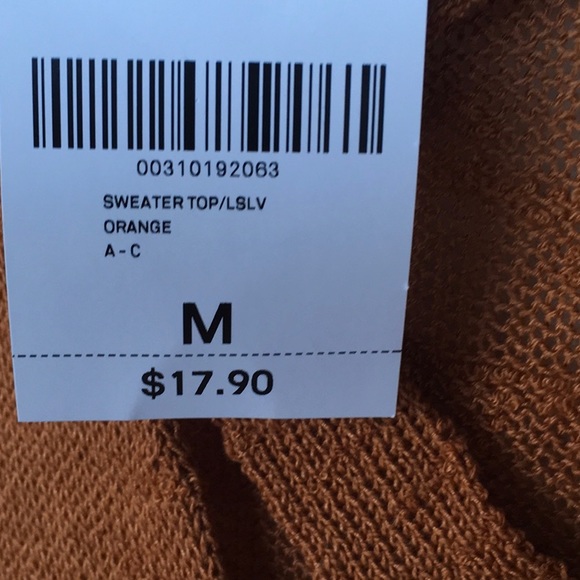 00310192063
SWEATER TOP/LSLV
ORANGE
A - C
M
$17.90